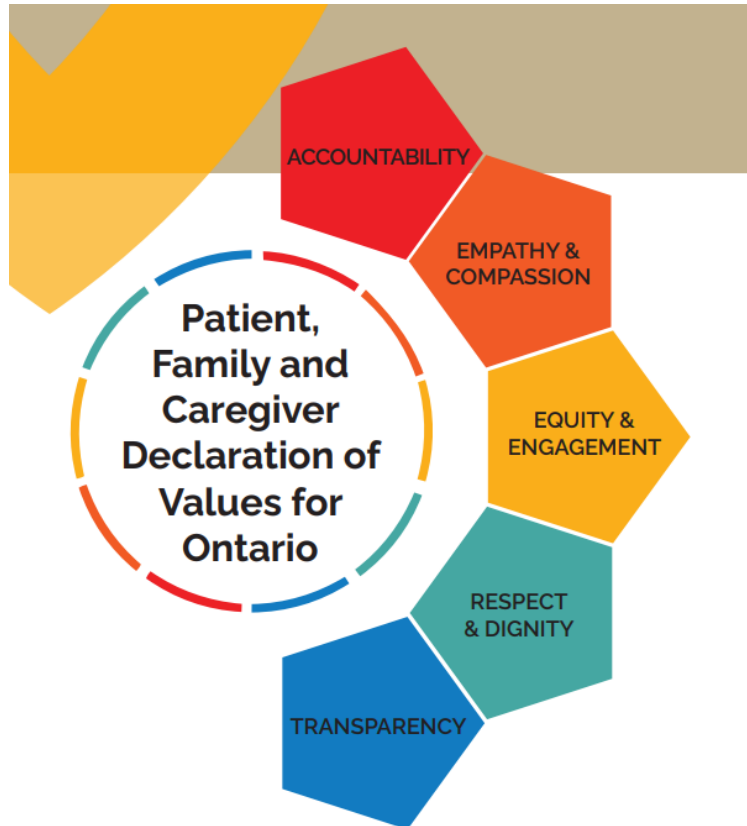 ACCOUNTABILITY
EMPATHY &
COMPASSION
Patient,
Family and
Caregiver
Declaration of
Values for
Ontario
EQUITY &
ENGAGEMENT
RESPECT
& DIGNITY
TRANSPARENCY